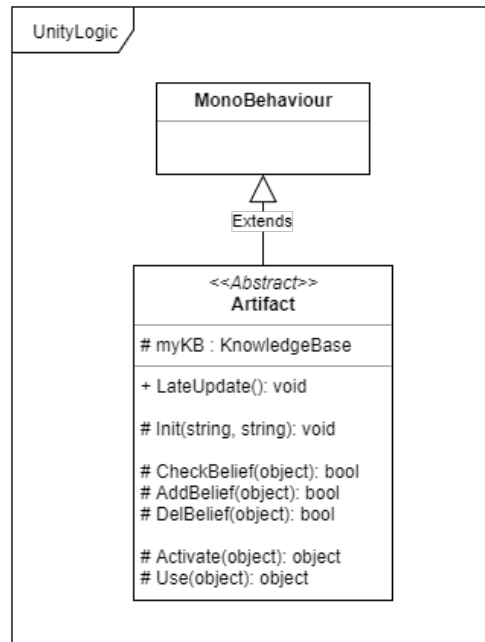 UnityLogic
MonoBehaviour
Extends
<<Abstract>>
Artifact
# myKB : KnowledgeBase
+ LateUpdate(): void
# Init(string, string): void
# CheckBelief(object): bool
# AddBelief(object): bool
# DelBelief(object): bool
# Activate(object): object
# Use(object): object